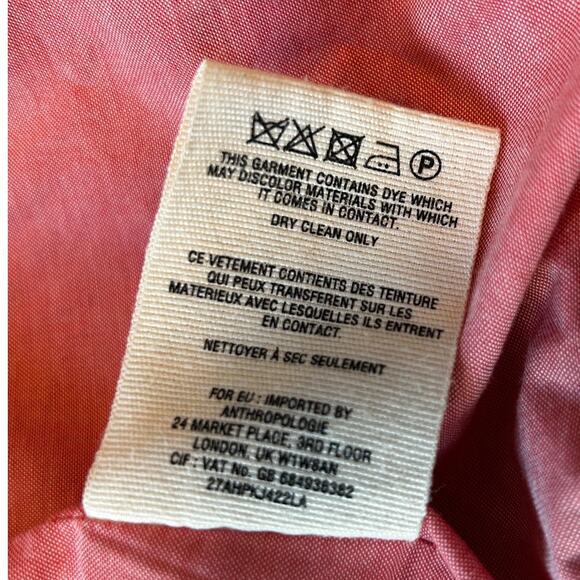 P
THIS GARMENT CONTAINS DYE WHICH
MAY DISCOLOR MATERIALS WITH WHICH
IT COMES IN CONTACT.
DRY CLEAN ONLY
CE VETEMENT CONTIENTS DES TEINTURE
QUI PEUX TRANSFERENT SUR LES
MATERIEUX AVEC LESQUELLES ILS ENTRENT
EN CONTACT.
NETTOYER À SEC SEULEMENT
FOR EU : IMPORTED BY
ANTHROPOLOGIE
24 MARKET PLACE, 3RD FLOOR
LONDON, UK W1W8AN
CIF : VAT No. GB 684936382
27AHPKJ422LA